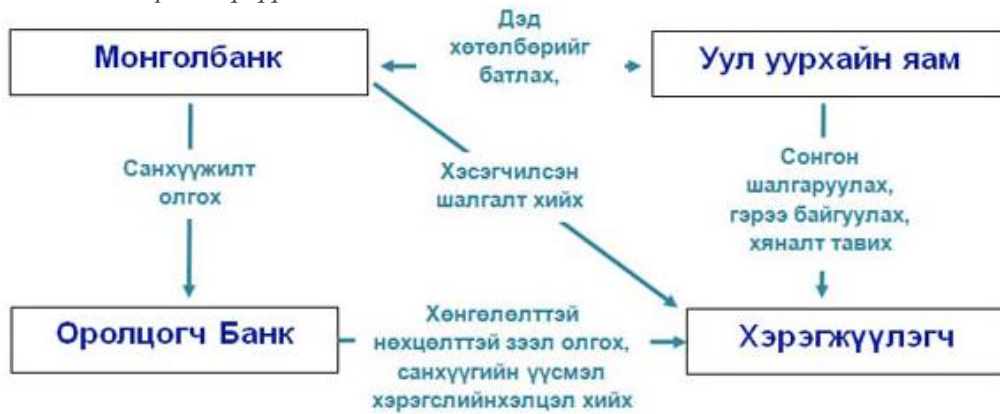 Дэд
хөтөлбөрийг
батлах,
Монголбанк
Уул уурхайн яам
Санхүүжилт
олгох
Хэсэгчилсэн
шалгалт хийх
Сонгон
шалгаруулах,
гэрээ байгуулах,
хяналт тавих
Оролцогч Банк
Хөнгөлөлттэй
нөхцөлттэй зээл олгох,
санхүүгийн үүсмэл
хэрэгслийнхэлцэл хийх
Хэрэгжүүлэгч